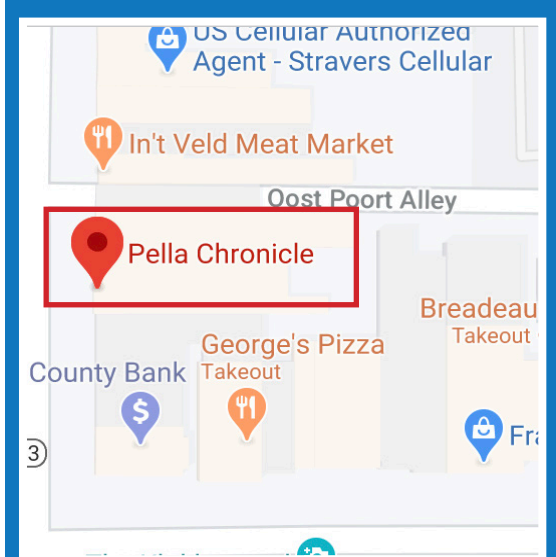 US Cellular Authorized
Agent - Stravers Cellular
In't Veld Meat Market
Oost Poort Alley
Pella Chronicle
Breadeau
Takeout
George's Pizza
Takeout
County Bank
$
Fra
3